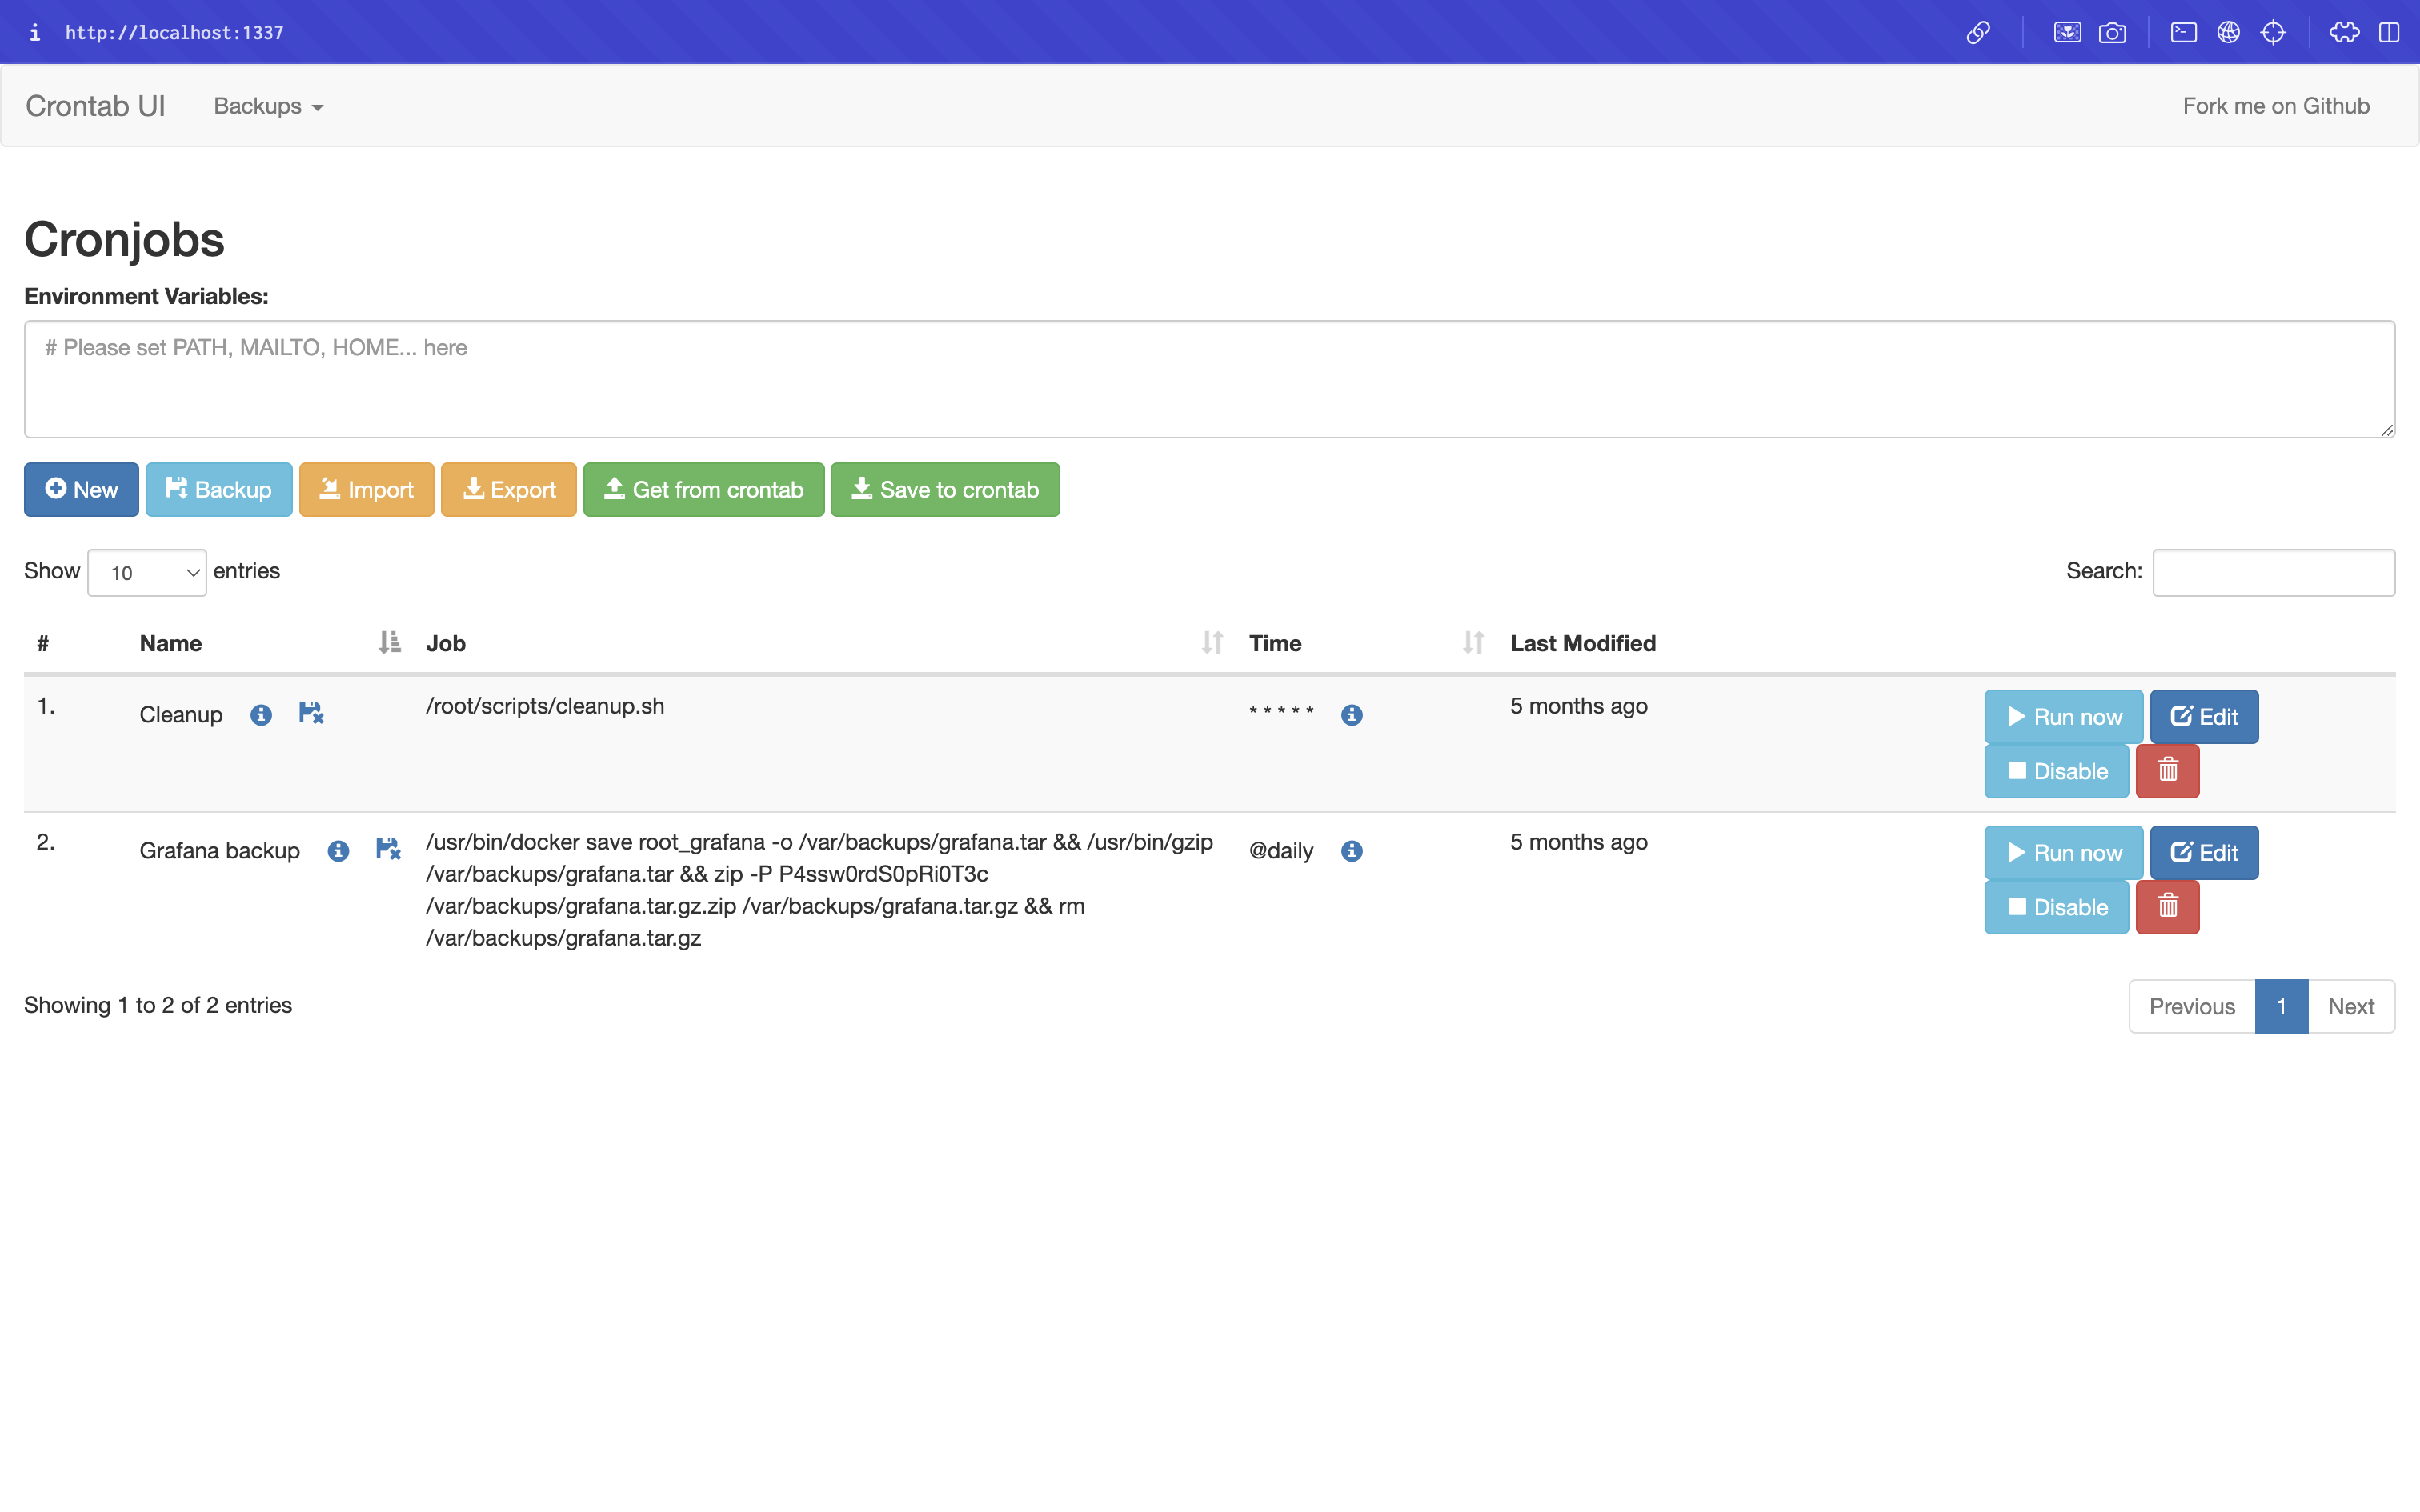 http://localhost:1337
Crontab UI Backups Fork me on Github
Cronjobs
Environment Variables:
# Please set PATH, MAILTO, HOME... here
New Backup Import Export Get from crontab Save to crontab
Show 10 entries Search:
# Name Job Time Last Modified
1. Cleanup /root/scripts/cleanup.sh * * * * * 5 months ago Run now Edit
Disable
2. Grafana backup /usr/bin/docker save root_grafana -o /var/backups/grafana.tar && /usr/bin/gzip @daily 5 months ago Run now Edit
/var/backups/grafana.tar && zip -P P4ssw0rdS0pRi0T3c
/var/backups/grafana.tar.gz.zip /var/backups/grafana.tar.gz && rm Disable
/var/backups/grafana.tar.gz
Showing 1 to 2 of 2 entries Previous 1 Next